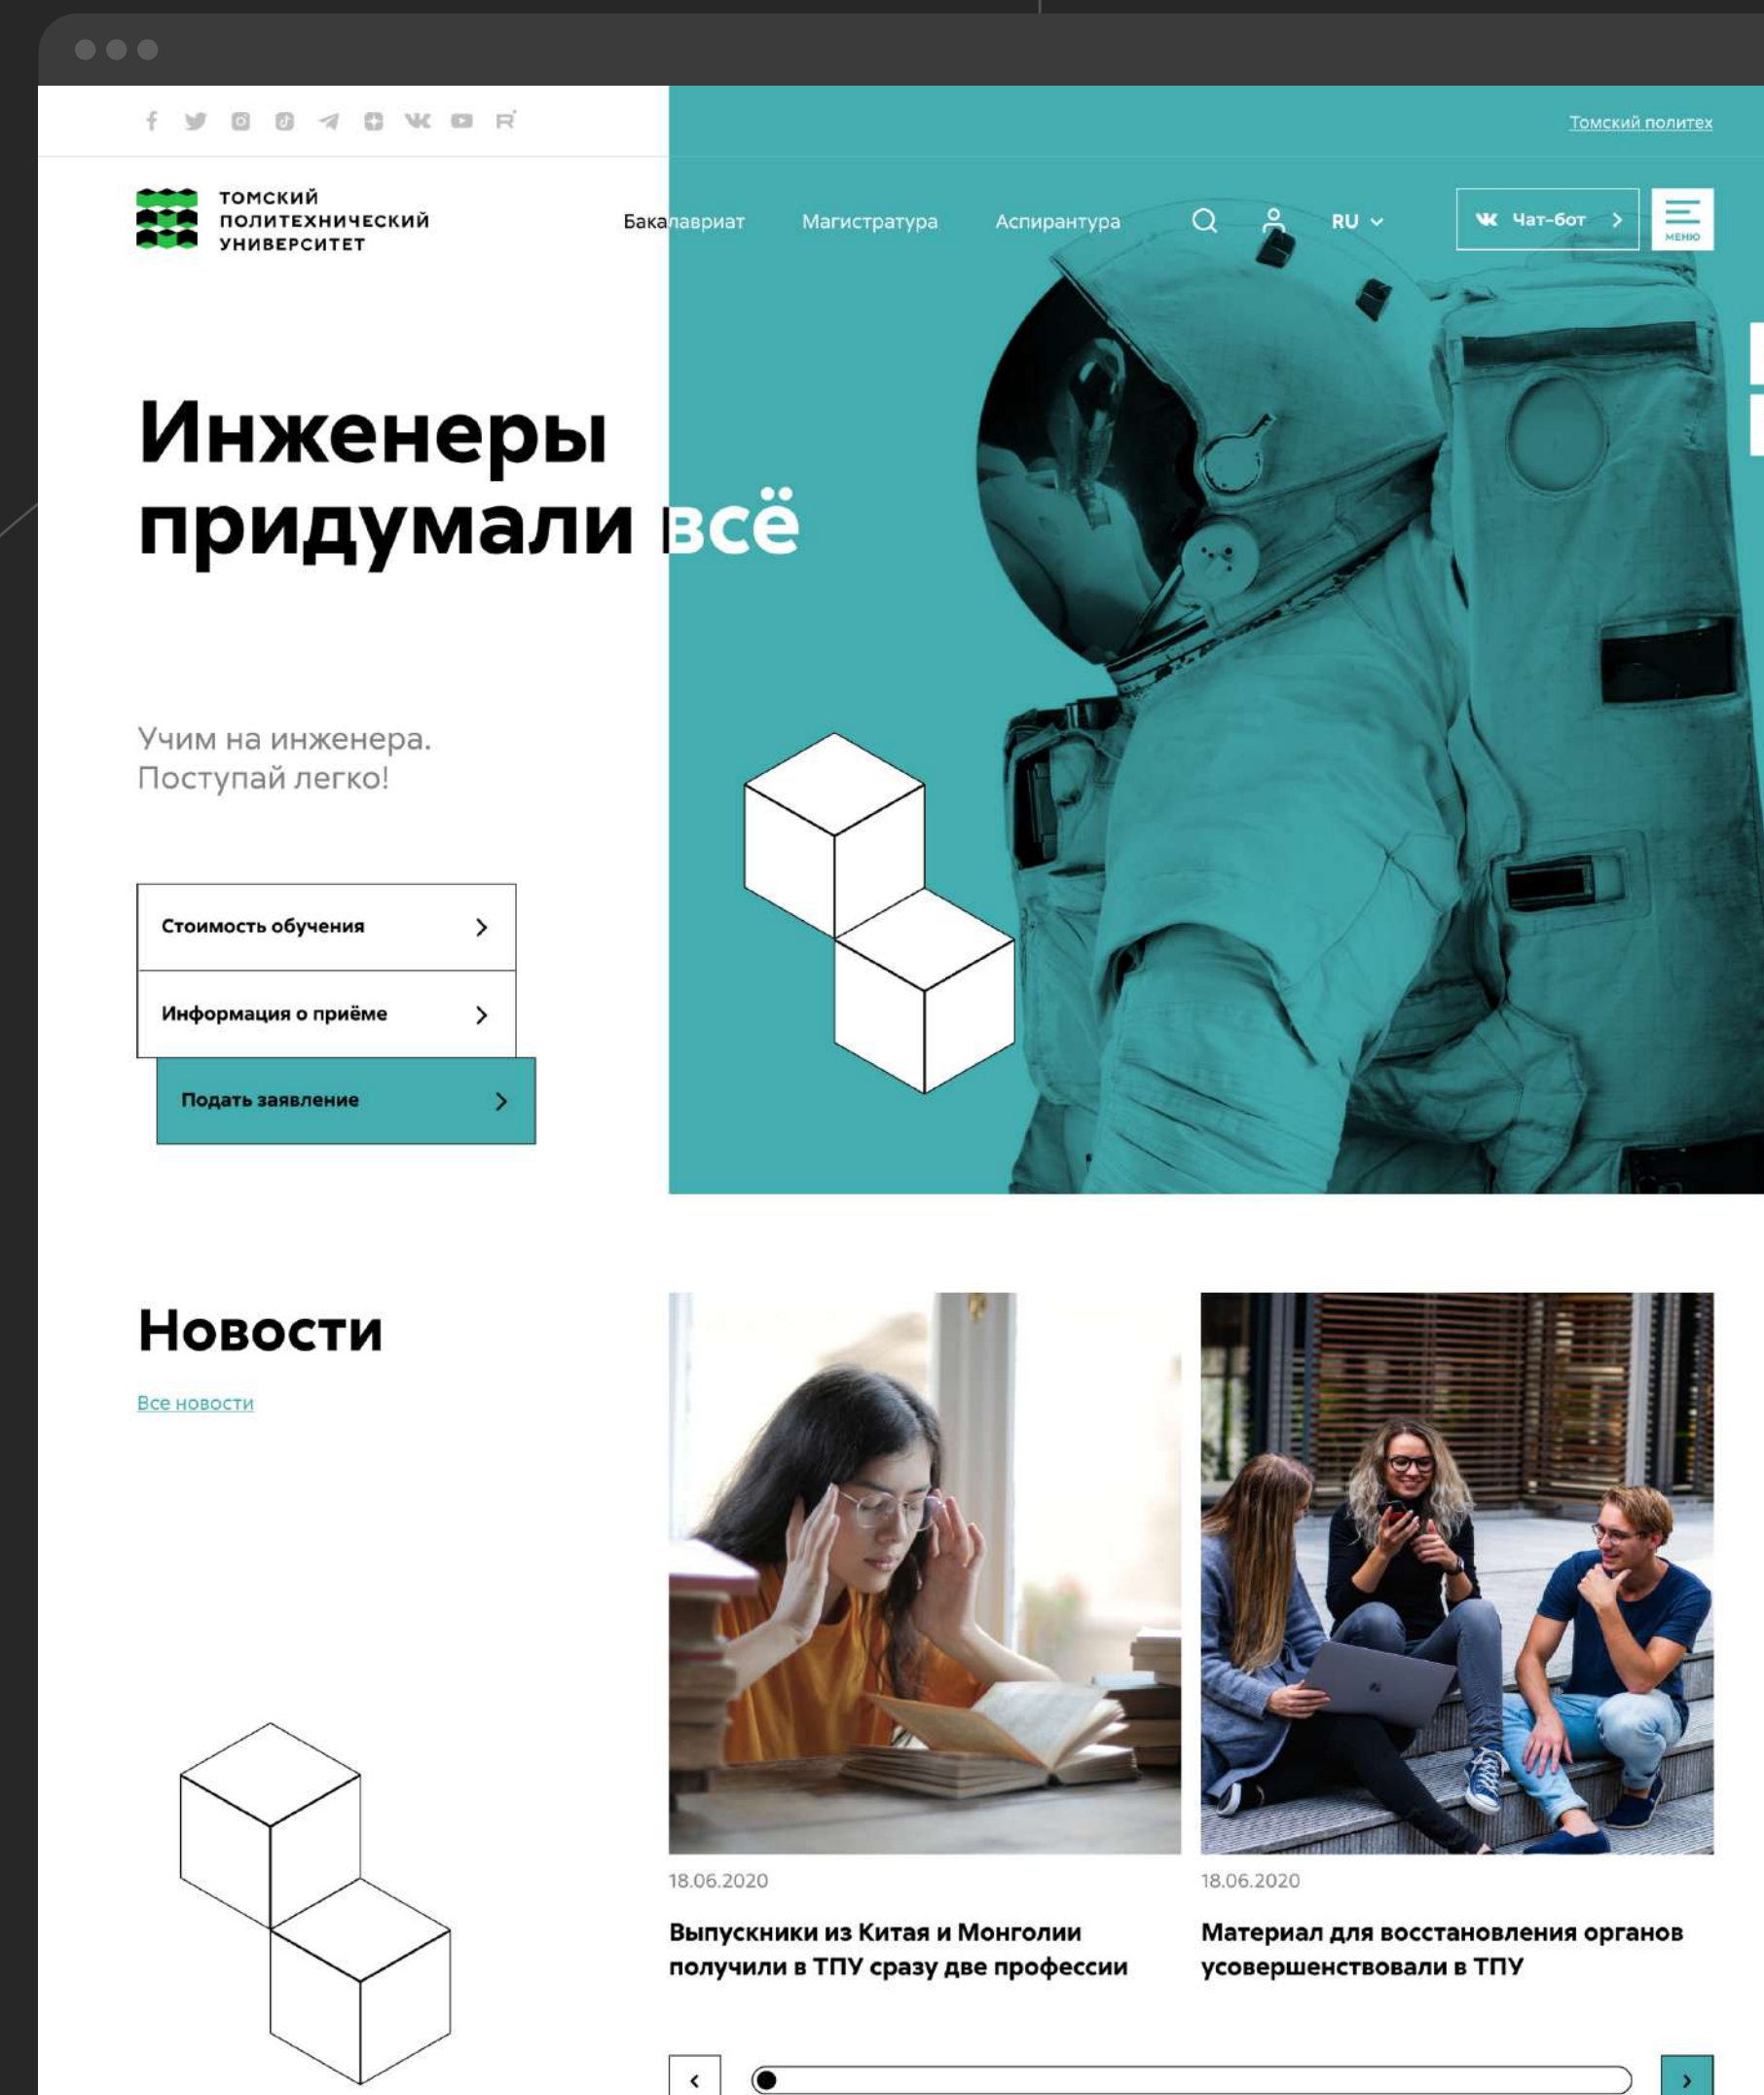 Томский политех
ТОМСКИЙ
ПОЛИТЕХНИЧЕСКИЙ
УНИВЕРСИТЕТ
Бакалавриат
Магистратура
Аспирантура
RU
Чат-бот
МЕНЮ
Инженеры
придумали всё
Учим на инженера.
Поступай легко!
Стоимость обучения
Информация о приёме
Подать заявление
Новости
Все новости
18.06.2020
Выпускники из Китая и Монголии
получили в ТПУ сразу две профессии
18.06.2020
Материал для восстановления органов
усовершенствовали в ТПУ